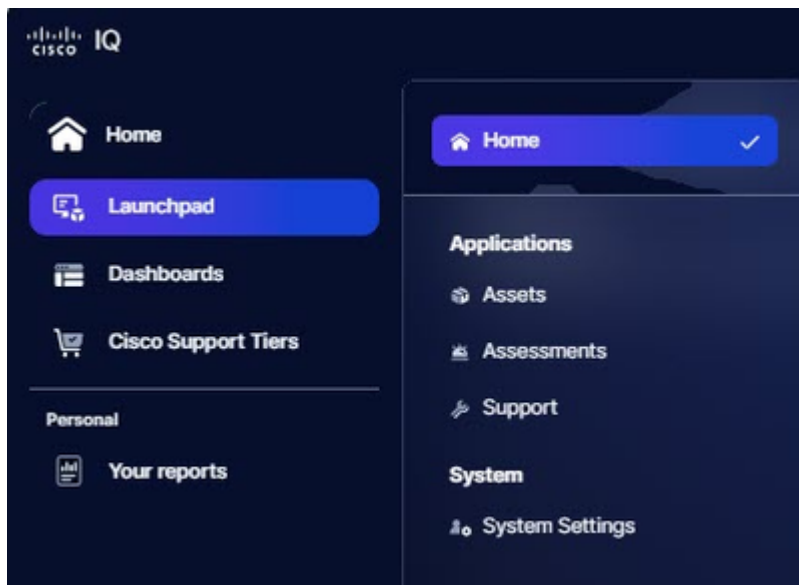 CISCO IQ
Home
Launchpad
Dashboards
Cisco Support Tiers
Personal
Your reports
Home
Applications
Assets
Assessments
Support
System
System Settings